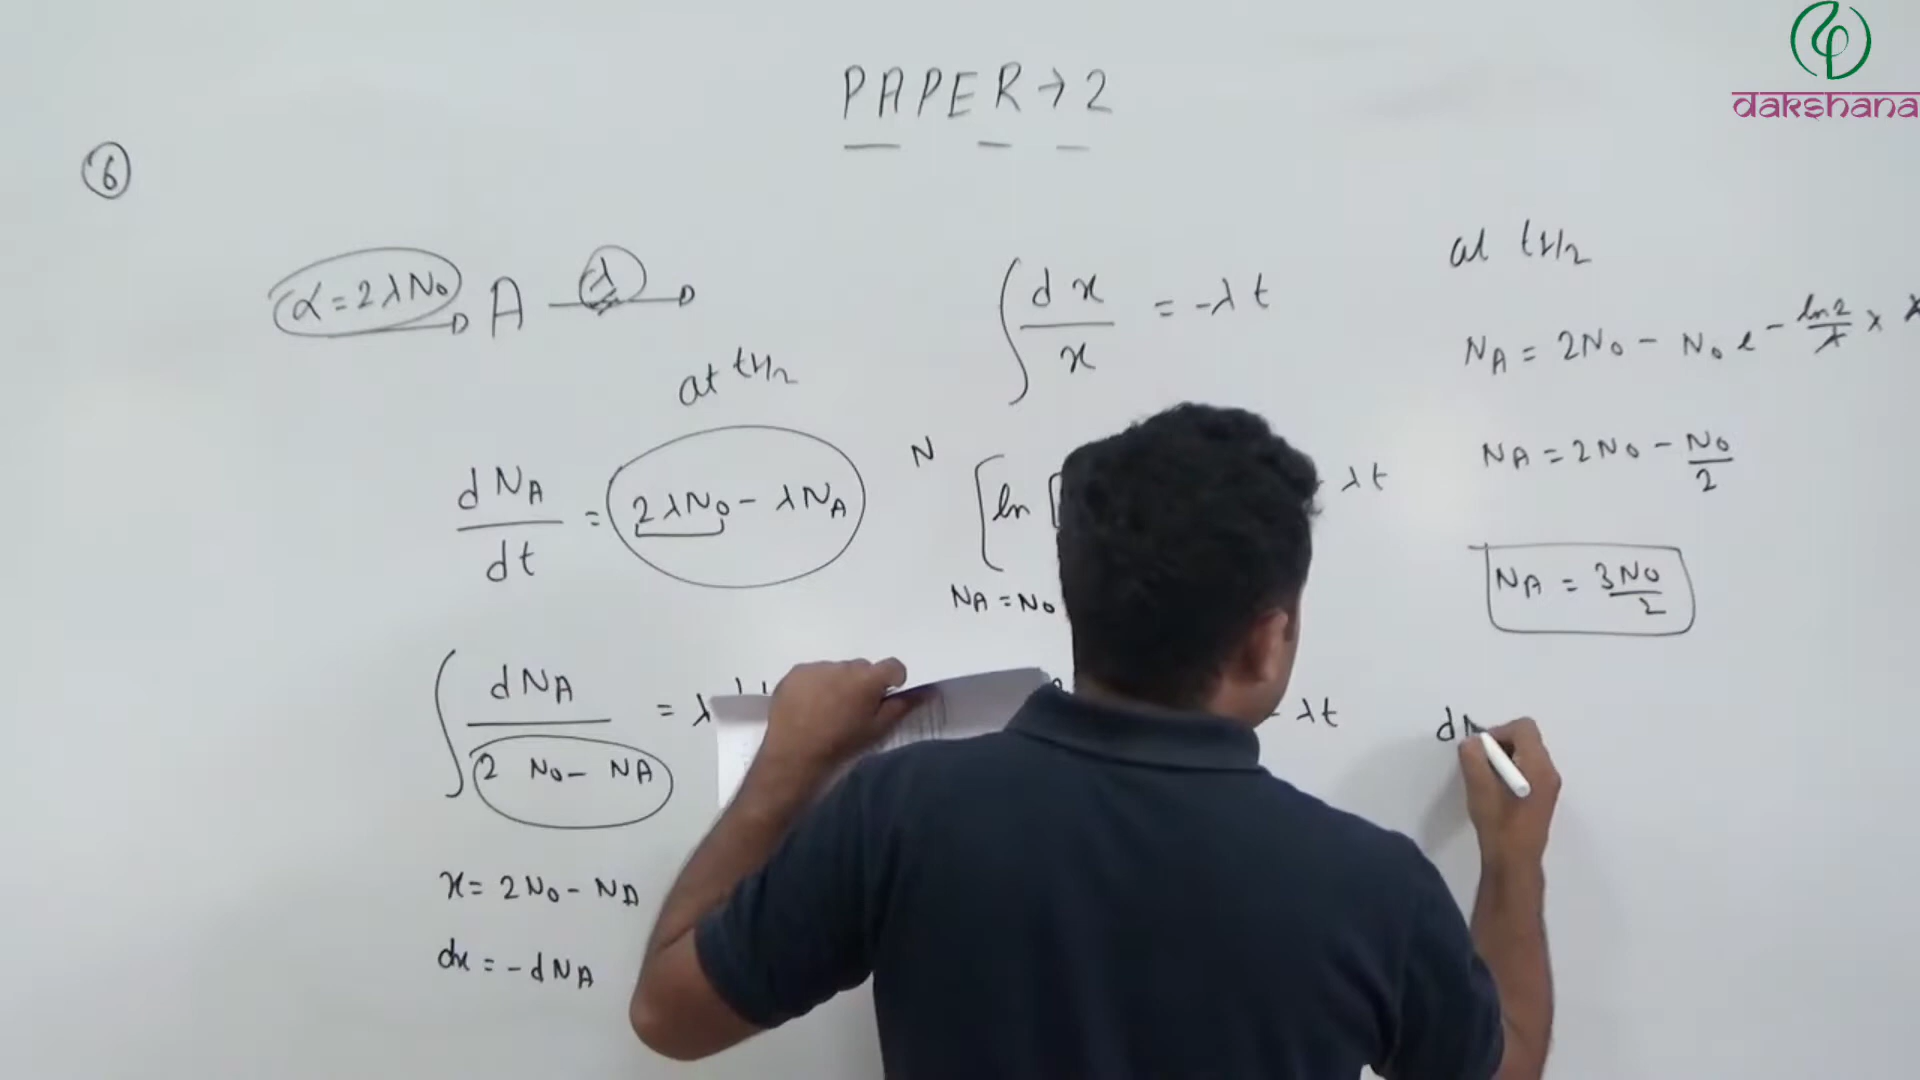 dakshana
PAPER → 2
6
α = 2λN₀ A λ
at t1/2
dNA/dt = 2λN₀ - λNA
∫ dNA / 2 N₀ - NA = λ
x = 2N₀ - NA
dx = -dNA
∫ dx/x = -λt
N
[ln [
λt
NA = N₀
- λt
at t1/2
NA = 2N₀ - N₀ e^-
NA = 2N₀ - N₀/2
NA = 3N₀/2
dN